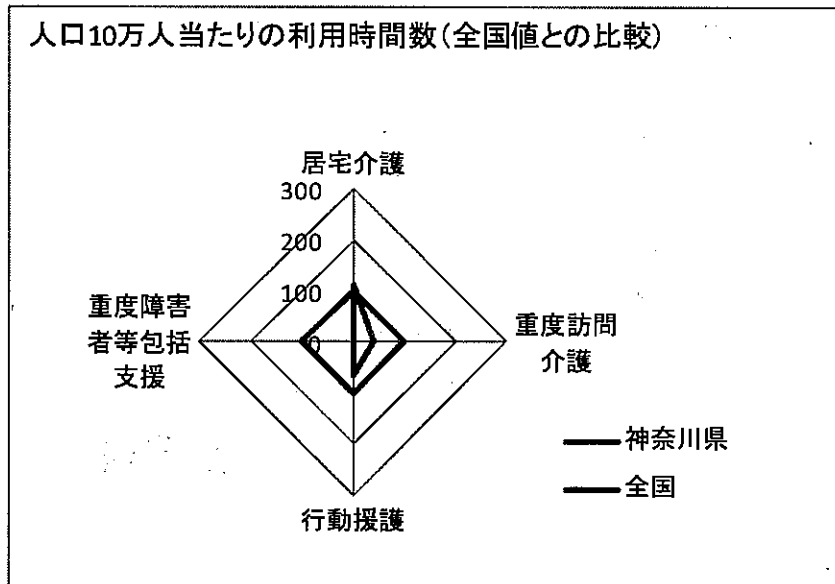 人口10万人当たりの利用時間数(全国値との比較)
居宅介護
300
200
100
0
重度障害
者等包括
支援
重度訪問
介護
行動援護
神奈川県
全国